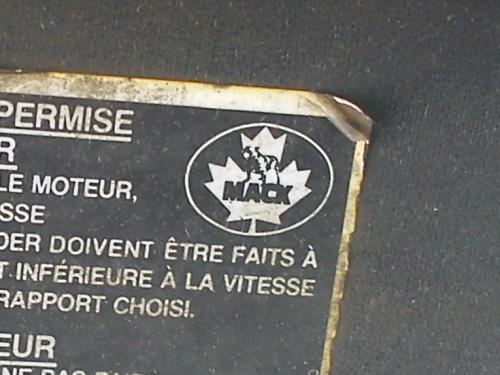 PERMISE
R
LE MOTEUR,
SSE
MACK
DER DOIVENT ÊTRE FAITS À
T INFÉRIEURE À LA VITESSE
RAPPORT CHOISI.
EUR